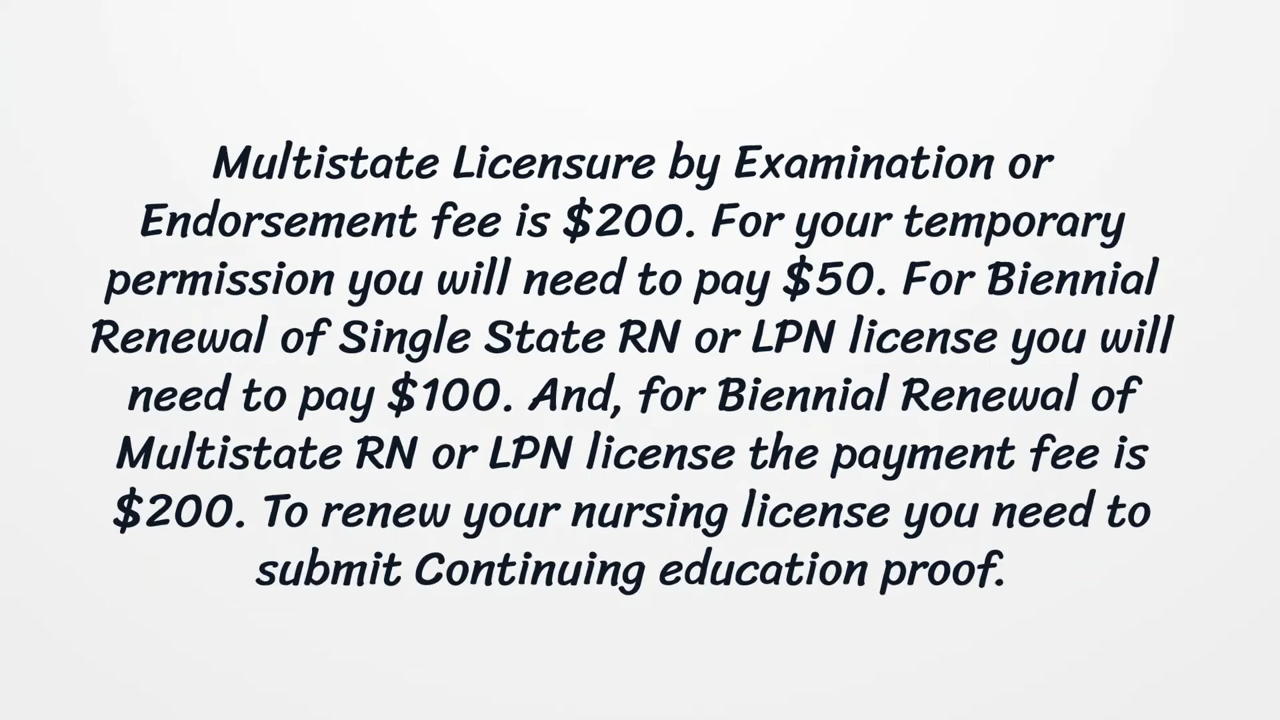 Multistate Licensure by Examination or
Endorsement fee is $200. For your temporary
permission you will need to pay $50. For Biennial
Renewal of Single State RN or LPN license you will
need to pay $100. And, for Biennial Renewal of
Multistate RN or LPN license the payment fee is
$200. To renew your nursing license you need to
submit Continuing education proof.